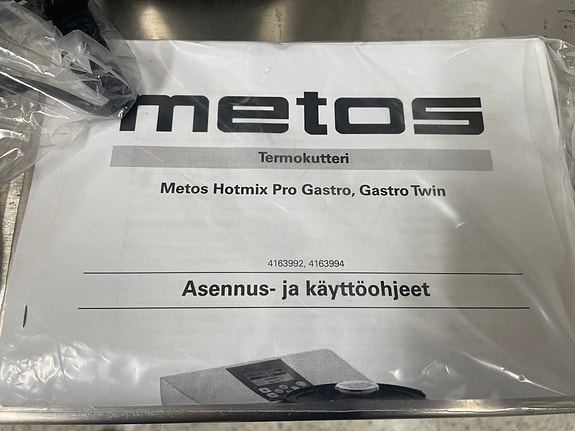 metos
Termokutteri
Metos Hotmix Pro Gastro, Gastro Twin
4163992, 4163994
Asennus- ja käyttöohjeet